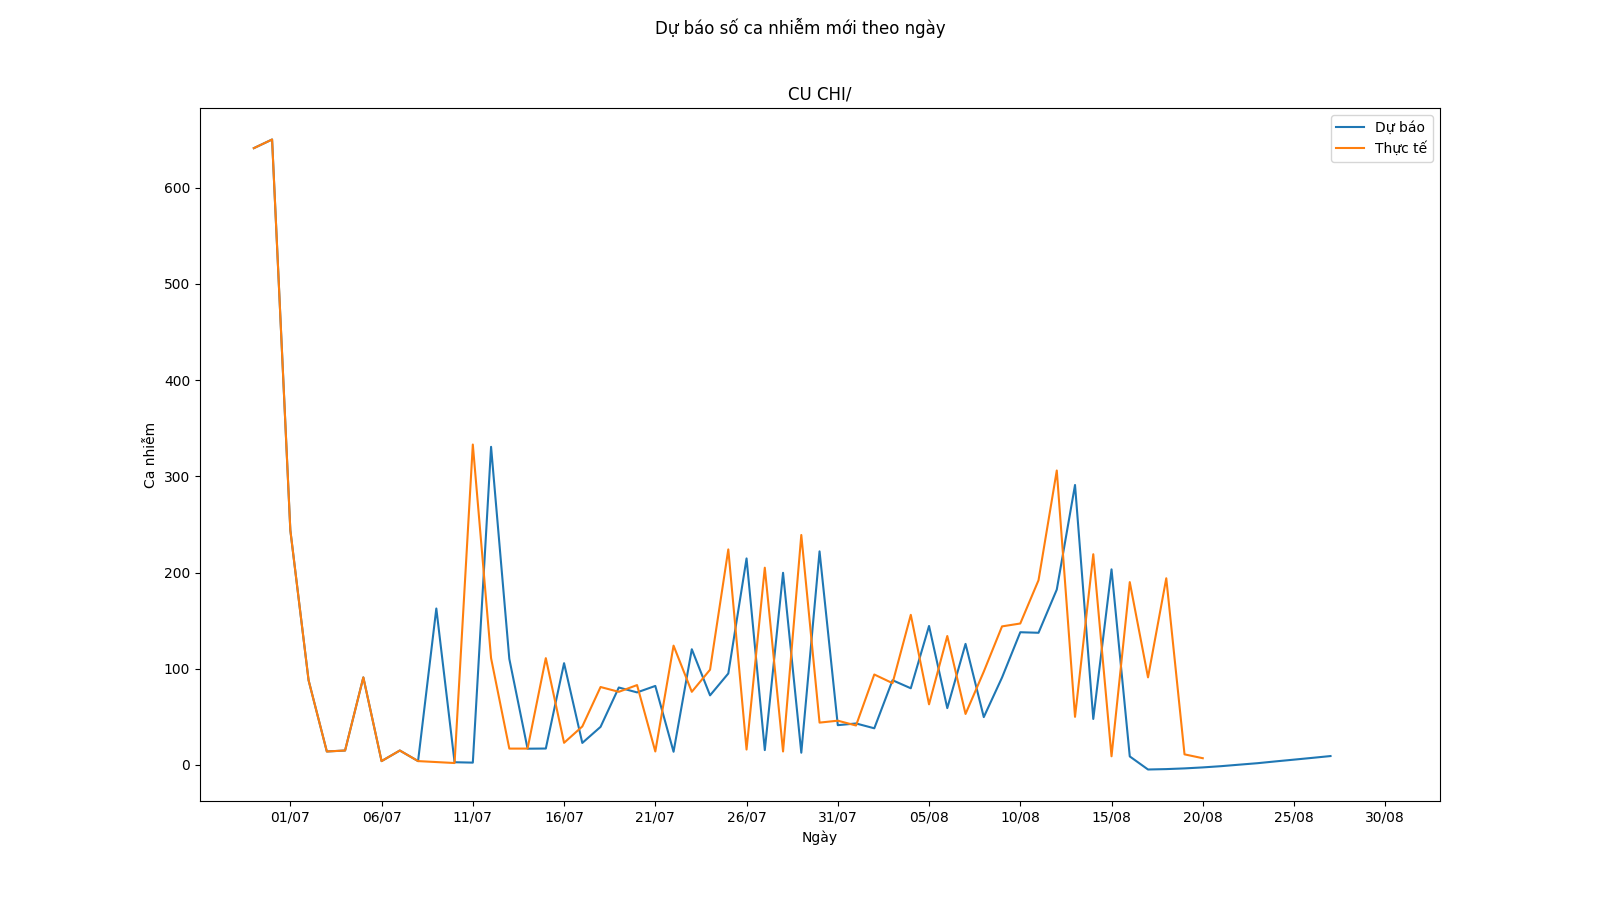 Dự báo số ca nhiễm mới theo ngày
CU CHI/
Dự báo
Thực tế
600
500
400
300
200
100
0
Ca nhiễm
01/07 06/07 11/07 16/07 21/07 26/07 31/07 05/08 10/08 15/08 20/08 25/08 30/08
Ngày